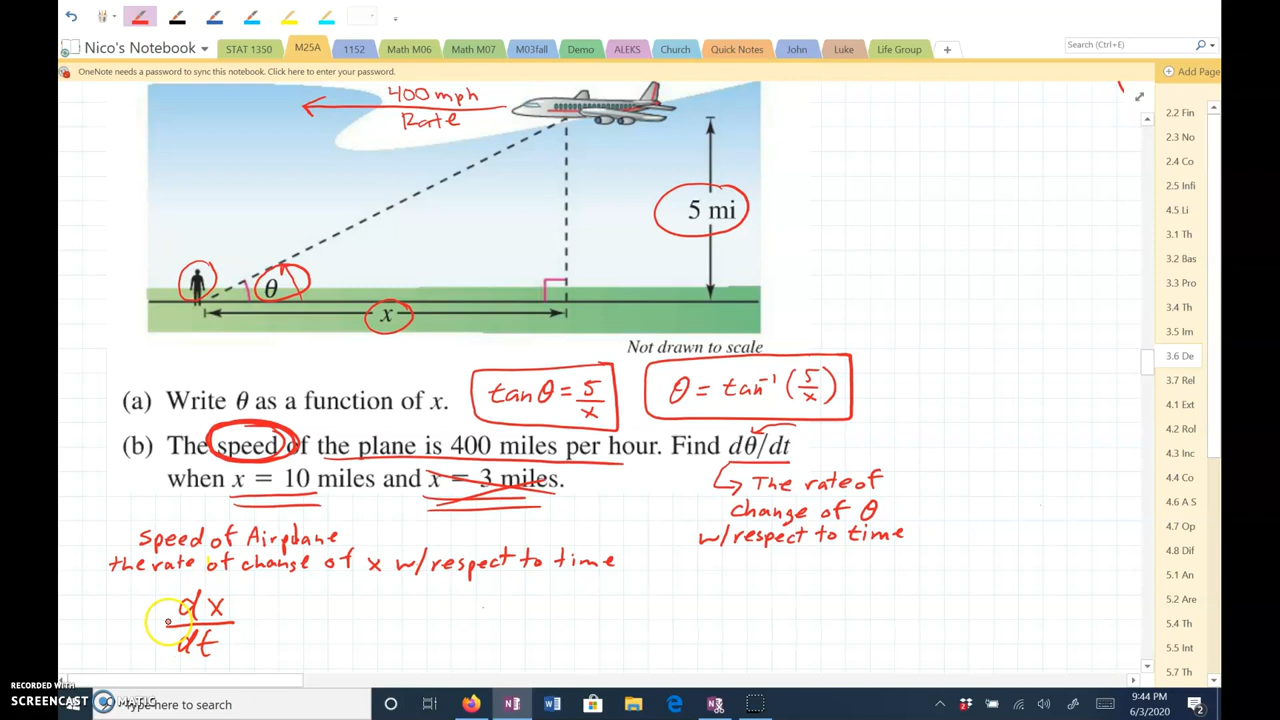 Nico's Notebook
STAT 1350
M25A
1152
Math M06
Math M07
M03fall
Demo
ALEKS
Church
Quick Notes
John
Luke
Life Group
Search (Ctrl+E)
OneNote needs a password to sync this notebook. Click here to enter your password.
Add Page
400 mph
Rate
5 mi
θ
x
Not drawn to scale
(a) Write θ as a function of x.
tan θ = 5/x
θ = tan⁻¹ (5/x)
(b) The speed of the plane is 400 miles per hour. Find dθ/dt
when x = 10 miles and x = 3 miles.
The rate of
change of θ
w/respect to time
Speed of Airplane
the rate of change of x w/respect to time
dx
dt
2.2 Fin
2.3 No
2.4 Co
2.5 Infi
4.5 Li
3.1 Th
3.2 Bas
3.3 Pro
3.4 Th
3.5 Im
3.6 De
3.7 Rel
4.1 Ext
4.2 Rol
4.3 Inc
4.4 Co
4.6 A S
4.7 Op
4.8 Dif
5.1 An
5.2 Are
5.4 Th
5.5 Int
5.7 Th
RECORDED WITH
SCREENCAST MATIC
Type here to search
9:44 PM
6/3/2020
2